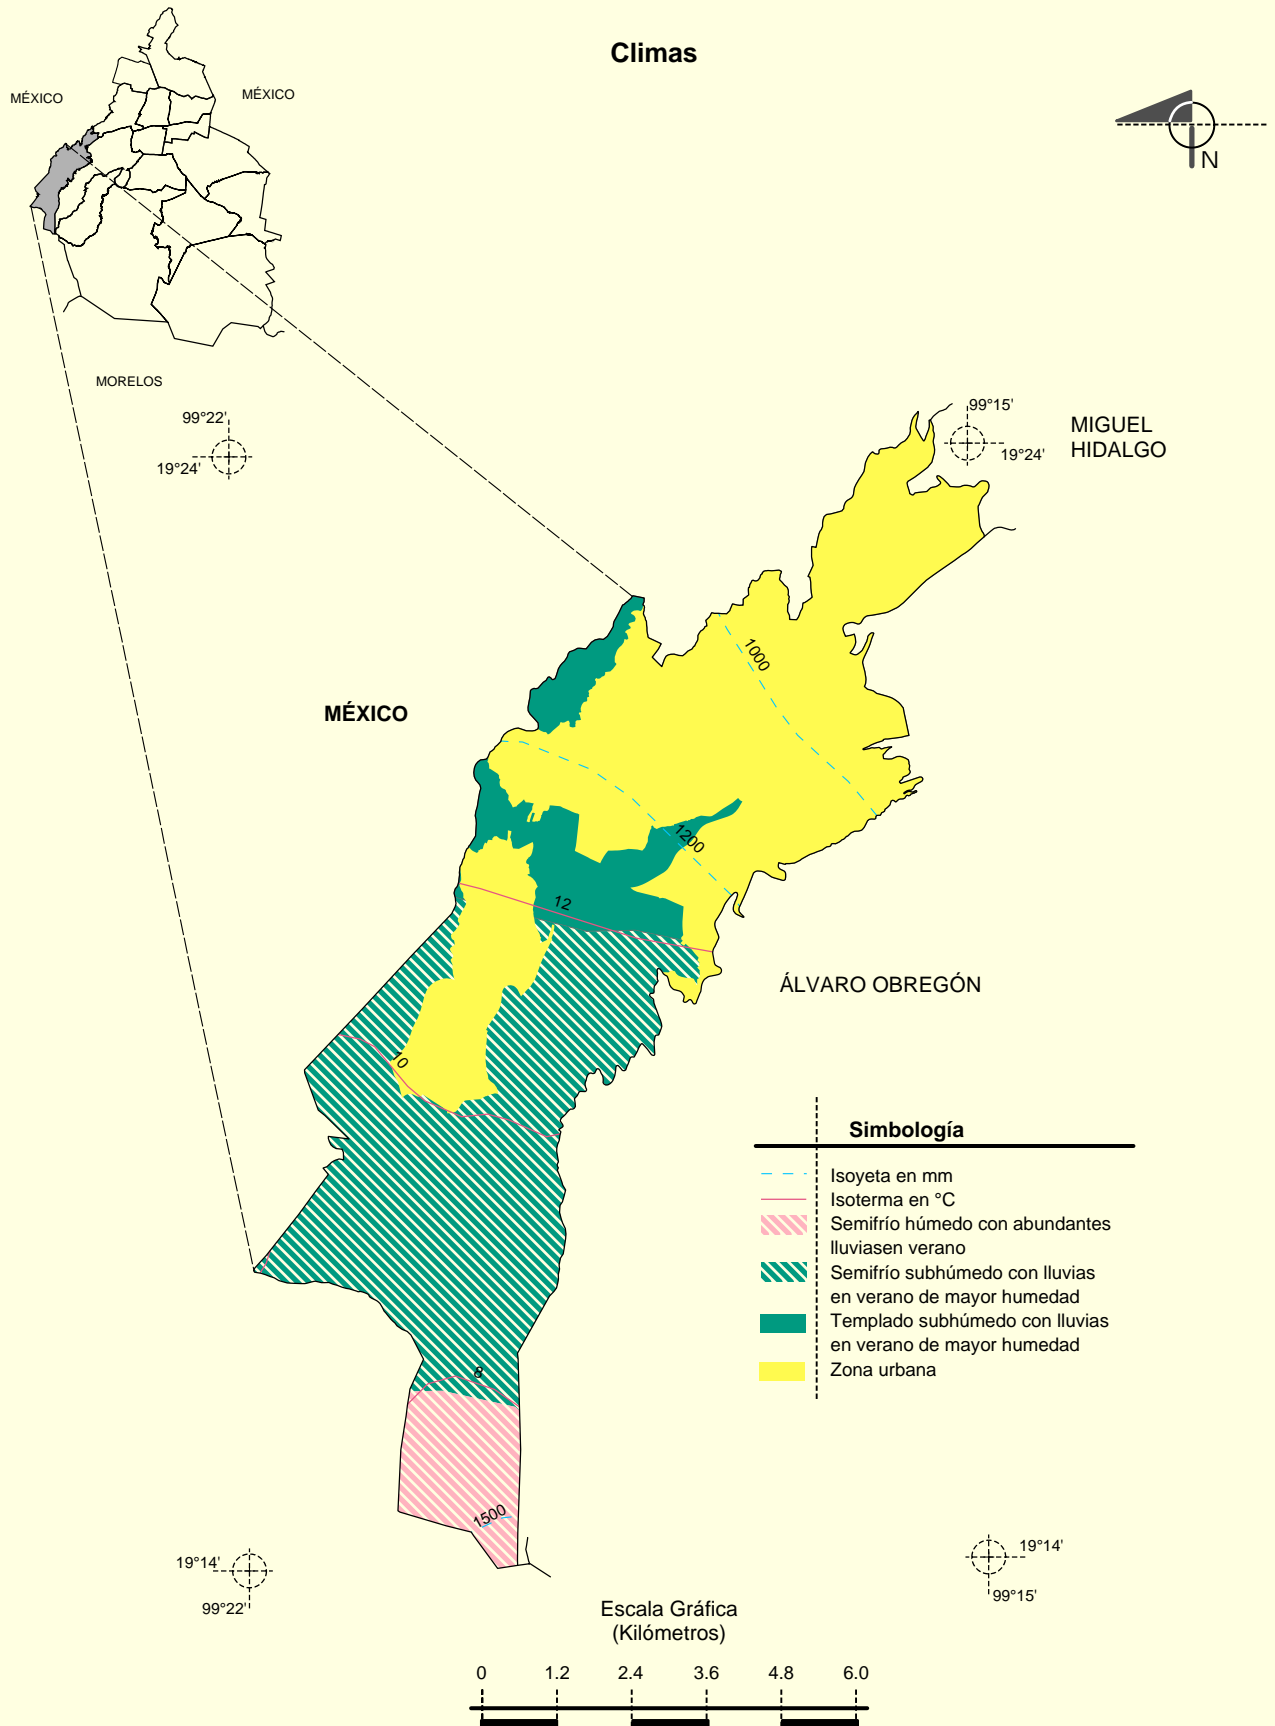 Climas
MÉXICO
MÉXICO
N
MORELOS
99°22'
19°24'
99°15'
19°24'
MIGUEL
HIDALGO
1000
MÉXICO
1200
12
ÁLVARO OBREGÓN
10
Simbología
Isoyeta en mm
Isoterma en °C
Semifrío húmedo con abundantes
lluviasen verano
Semifrío subhúmedo con lluvias
en verano de mayor humedad
Templado subhúmedo con lluvias
en verano de mayor humedad
Zona urbana
8
1500
19°14'
99°22'
19°14'
99°15'
Escala Gráfica
(Kilómetros)
0 1.2 2.4 3.6 4.8 6.0